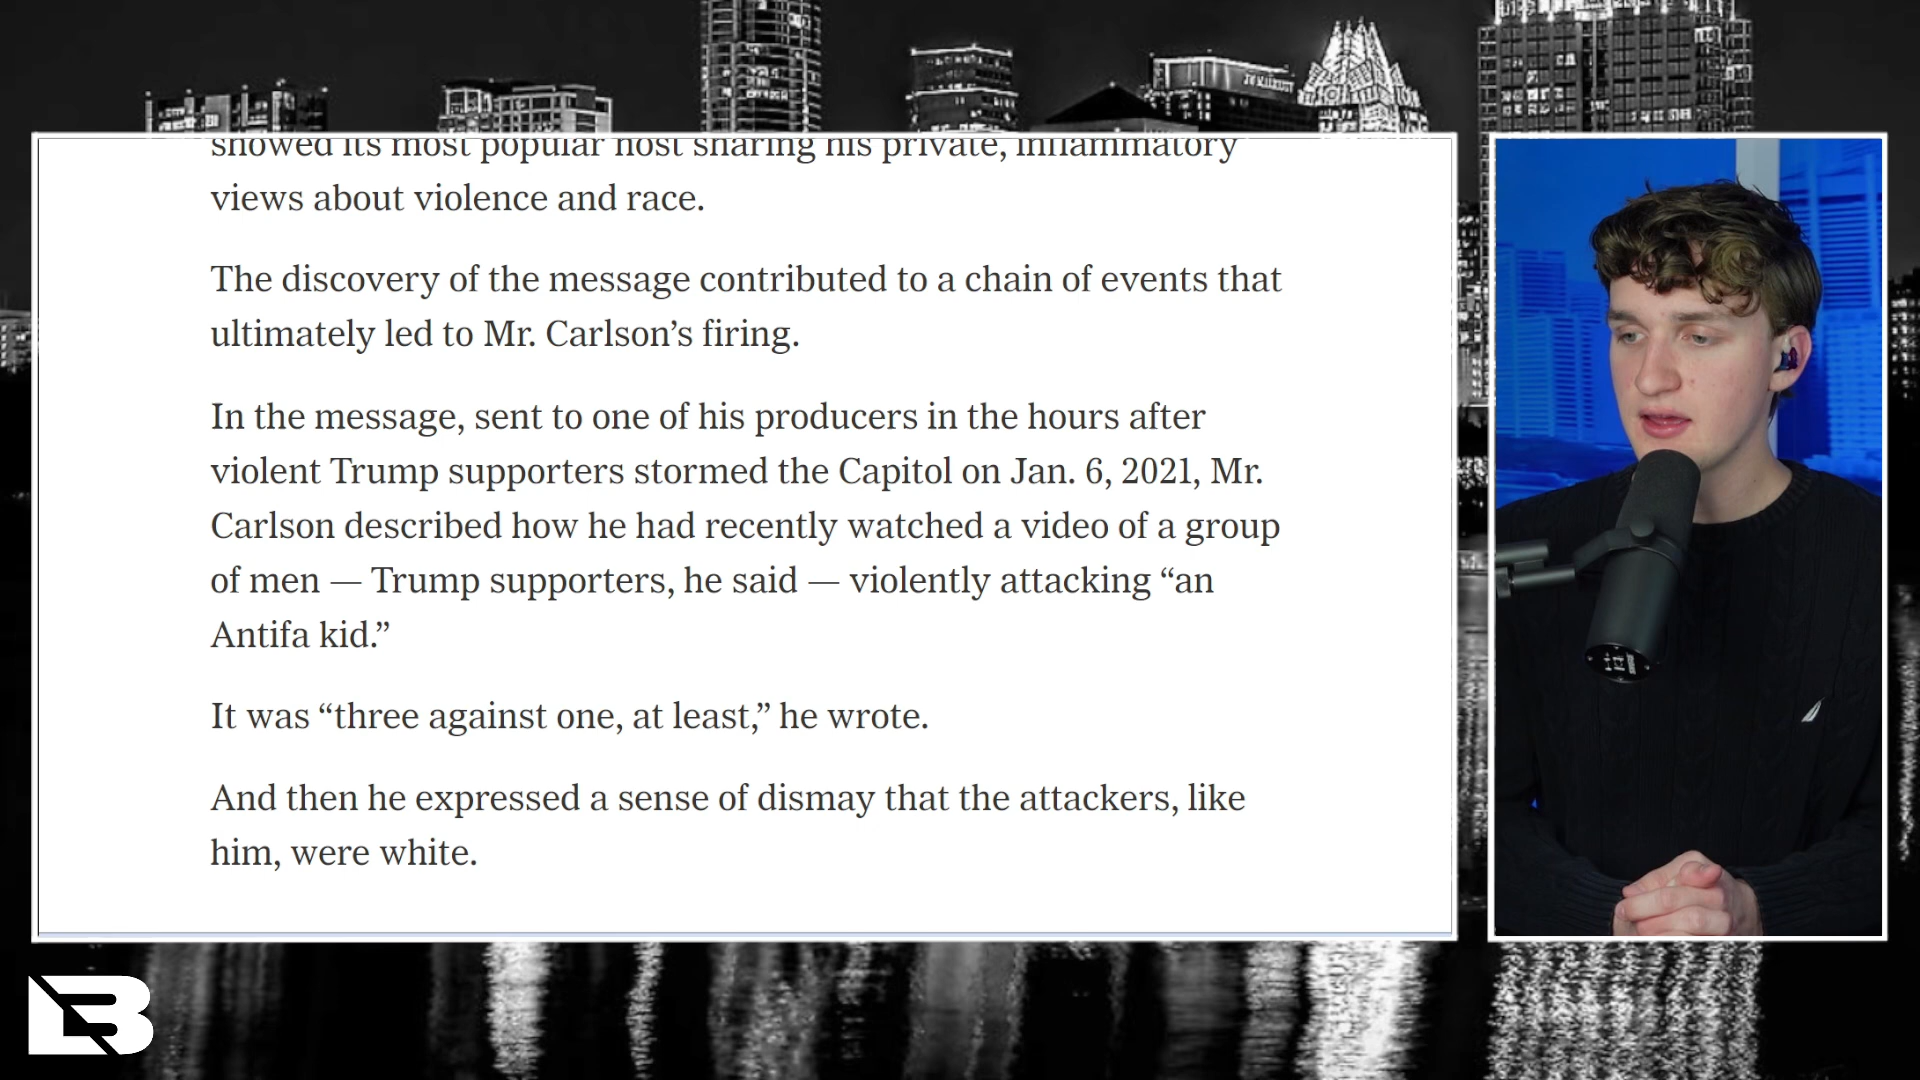 showed its most popular host sharing his private, inflammatory
views about violence and race.
The discovery of the message contributed to a chain of events that
ultimately led to Mr. Carlson’s firing.
In the message, sent to one of his producers in the hours after
violent Trump supporters stormed the Capitol on Jan. 6, 2021, Mr.
Carlson described how he had recently watched a video of a group
of men — Trump supporters, he said — violently attacking “an
Antifa kid.”
It was “three against one, at least,” he wrote.
And then he expressed a sense of dismay that the attackers, like
him, were white.
B